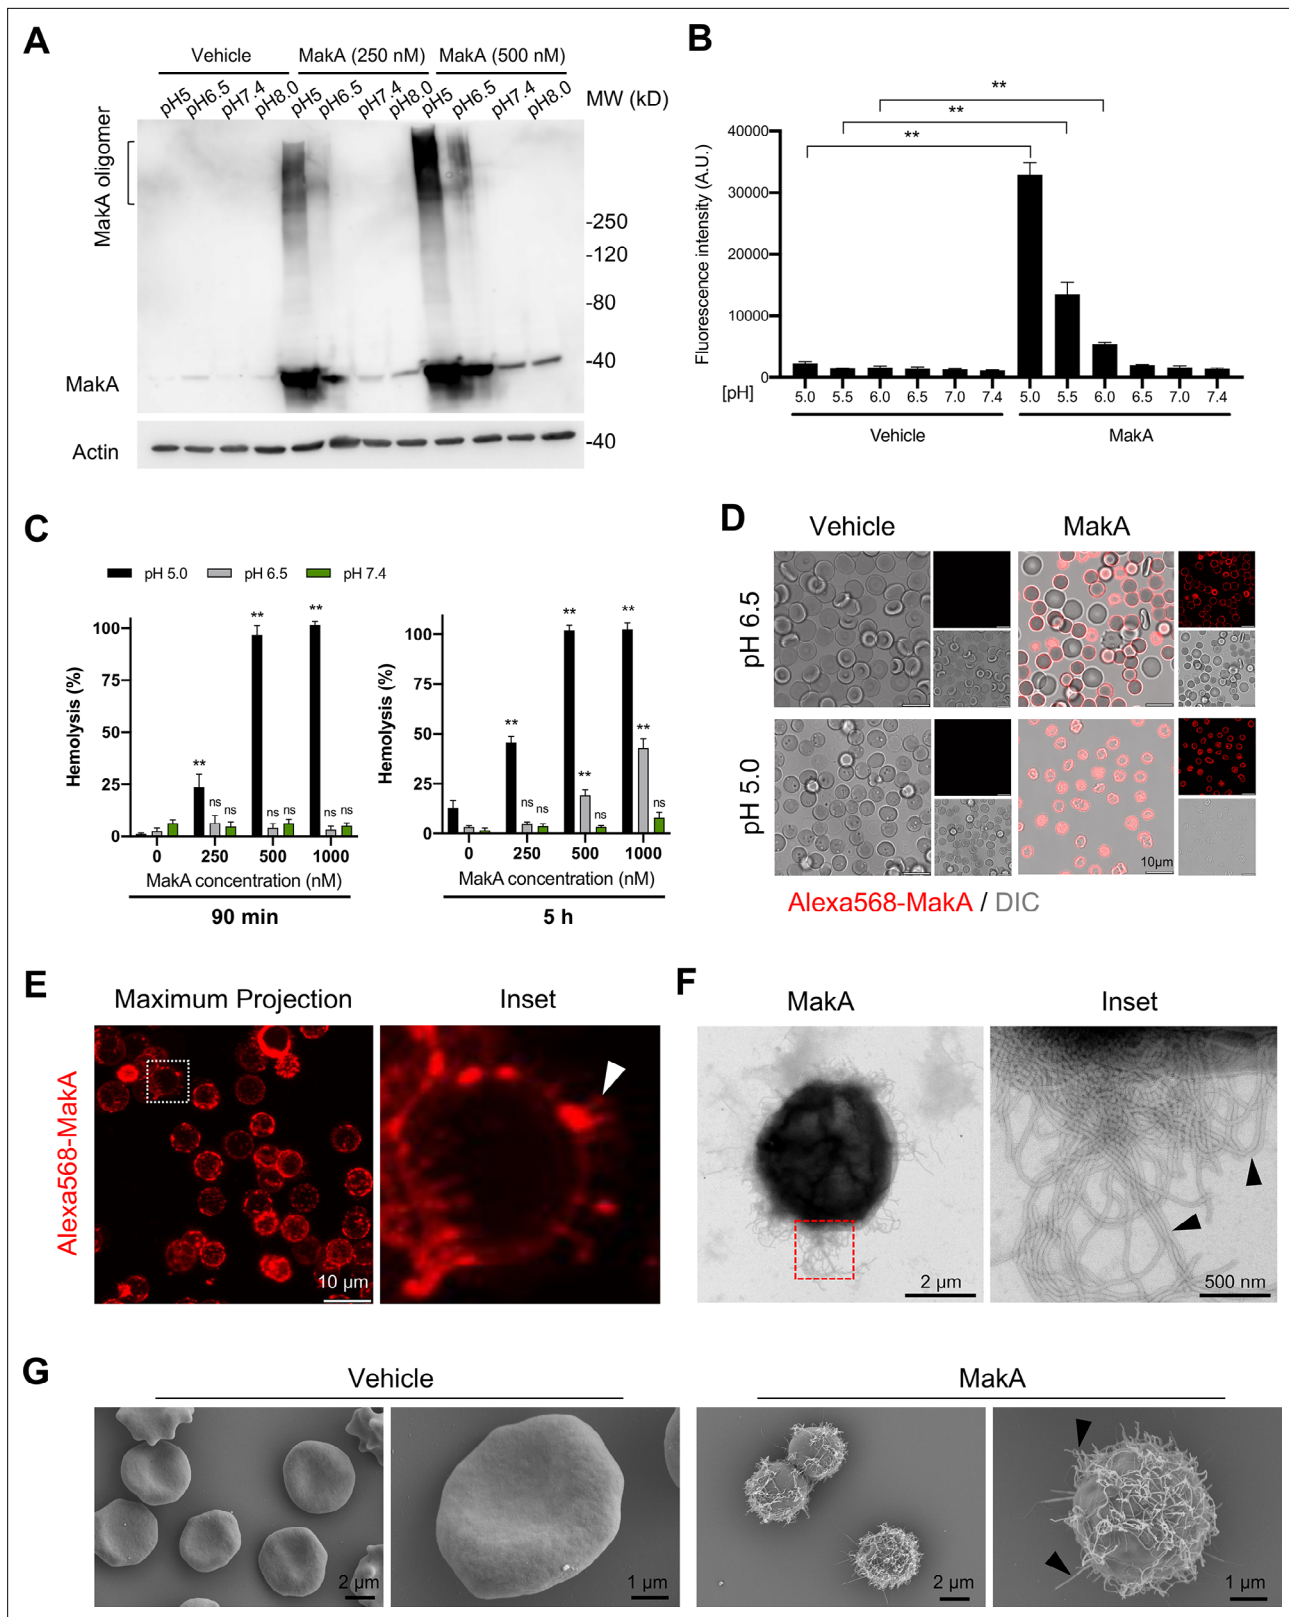 A
Vehicle
MakA (250 nM)
MakA (500 nM)
pH5
pH6.5
pH7.4
pH8.0
pH5
pH6.5
pH7.4
pH8.0
pH5
pH6.5
pH7.4
pH8.0
MW (kD)
MakA oligomer
-250
-120
-80
-40
MakA
Actin
-40
B
**
**
**
Fluorescence intensity (A.U.)
40000
30000
20000
10000
0
[pH]
5.0 5.5 6.0 6.5 7.0 7.4 5.0 5.5 6.0 6.5 7.0 7.4
Vehicle
MakA
C
pH 5.0
pH 6.5
pH 7.4
Hemolysis (%)
100
75
50
25
0
** ns ns
** ns ns
** ns ns
0 250 500 1000
MakA concentration (nM)
90 min
Hemolysis (%)
100
75
50
25
0
** ns ns
** ** ns
** ** ns
0 250 500 1000
MakA concentration (nM)
5 h
D
Vehicle
MakA
pH 6.5
pH 5.0
10µm
Alexa568-MakA / DIC
E
Maximum Projection
Inset
Alexa568-MakA
10 µm
F
MakA
Inset
2 µm
500 nm
G
Vehicle
MakA
2 µm
1 µm
2 µm
1 µm